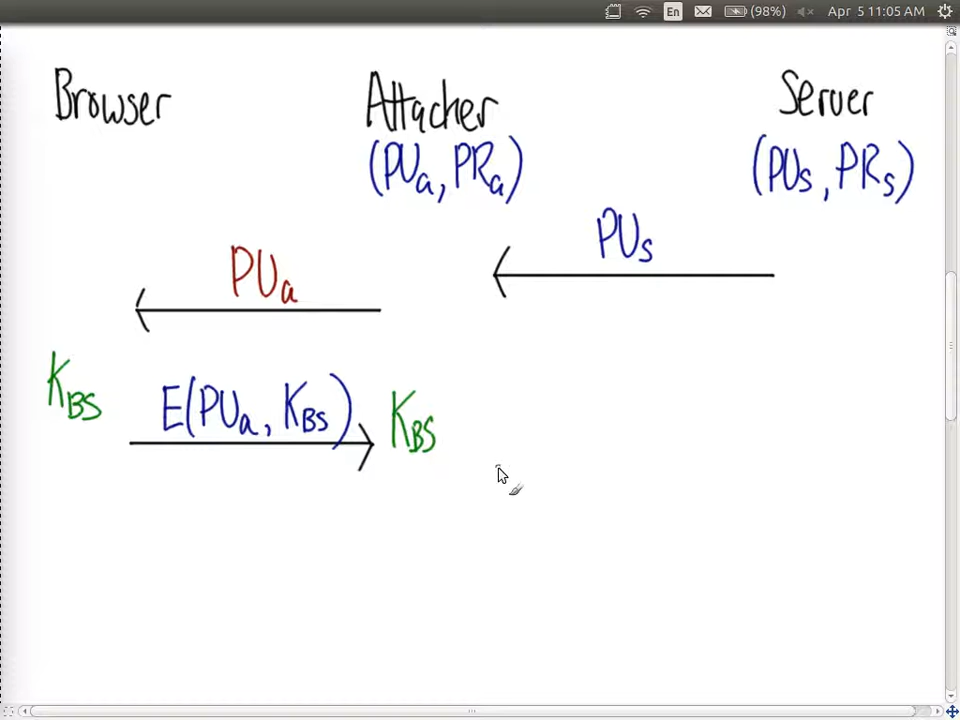 En (98%) Apr 5 11:05 AM
Browser Attacker Server
(PUa, PRa) (PUs, PRs)
PUs
PUa
KBS E(PUa, KBS) KBS